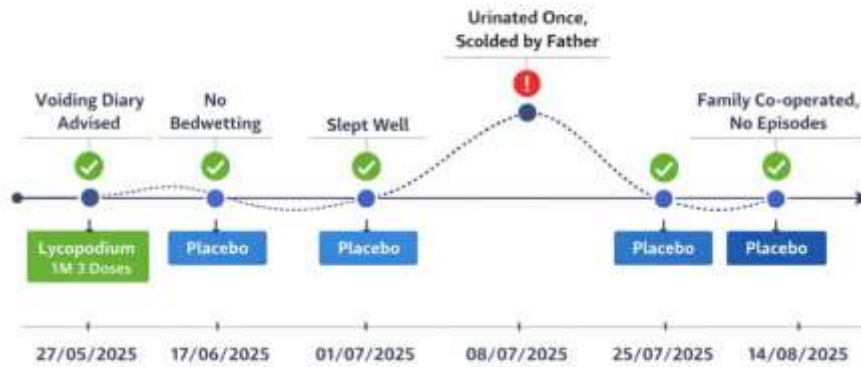 Urinated Once,
Scolded by Father
!
Voiding Diary
Advised
No
Bedwetting
Slept Well
Family Co-operated,
No Episodes
Lycopodium
1M 3 Doses
Placebo
Placebo
Placebo
Placebo
27/05/2025
17/06/2025
01/07/2025
08/07/2025
25/07/2025
14/08/2025